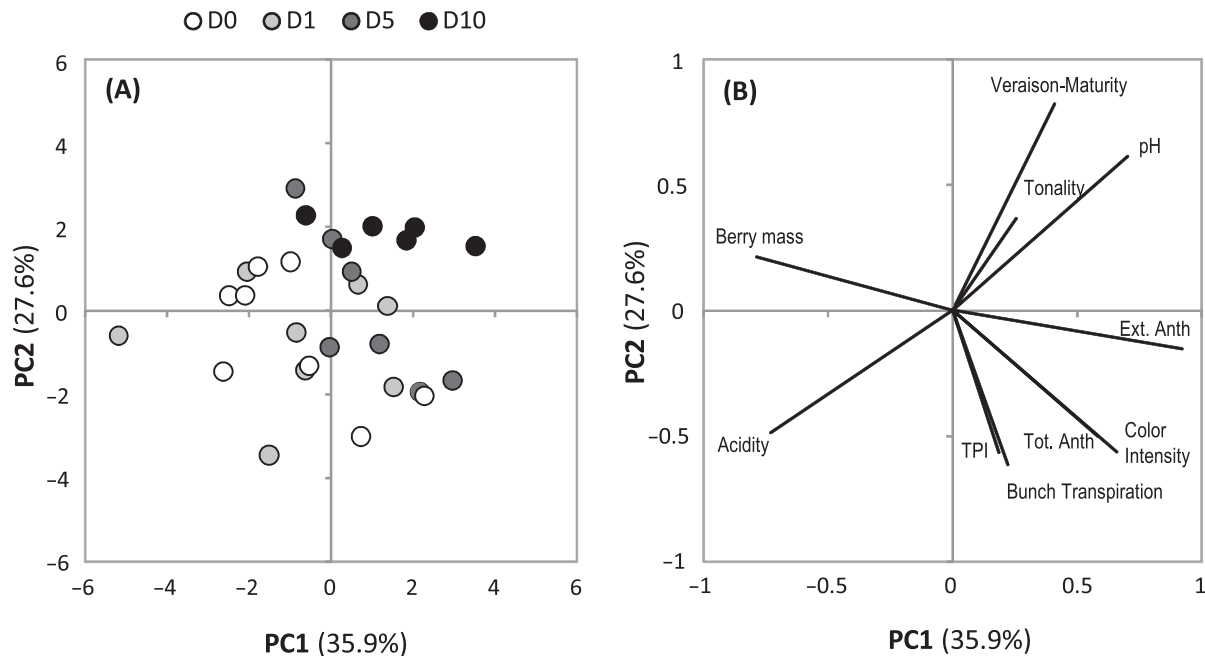 D0 D1 D5 D10
(A)
6
4
2
0
−2
−4
−6
PC2 (27.6%)
−6 −4 −2 0 2 4 6
PC1 (35.9%)
(B)
1
0.5
0
−0.5
−1
PC2 (27.6%)
Veraison-Maturity
pH
Tonality
Berry mass
Ext. Anth
Acidity
TPI
Tot. Anth
Color
Intensity
Bunch Transpiration
−1 −0.5 0 0.5 1
PC1 (35.9%)